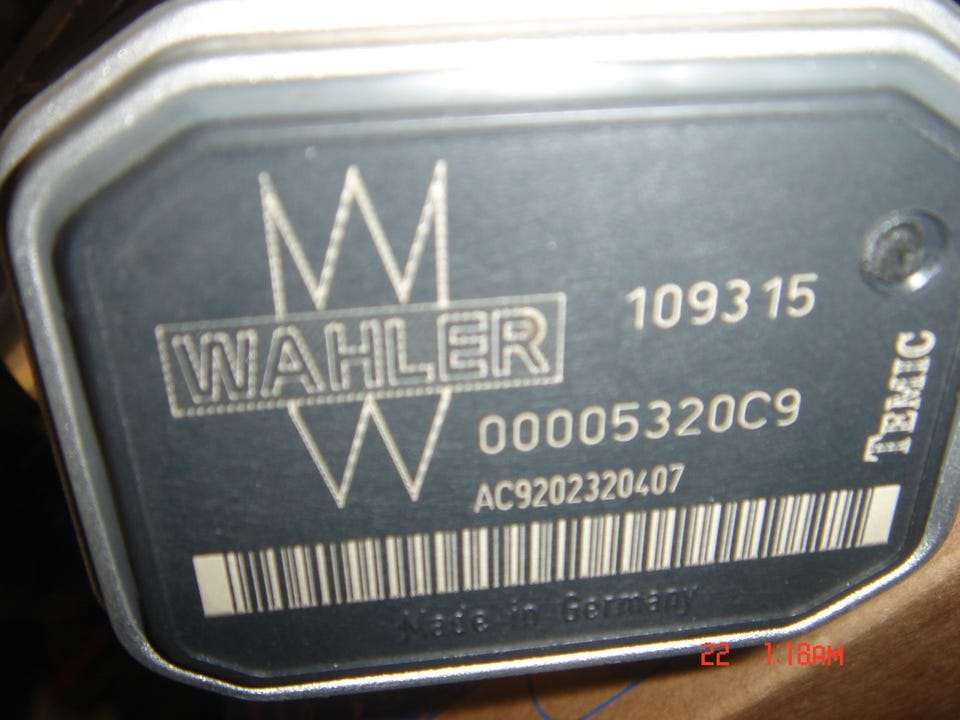 WAHLER
109315
00005320C9
AC9202320407
TEMIC
Made in Germany
22 1:18AM